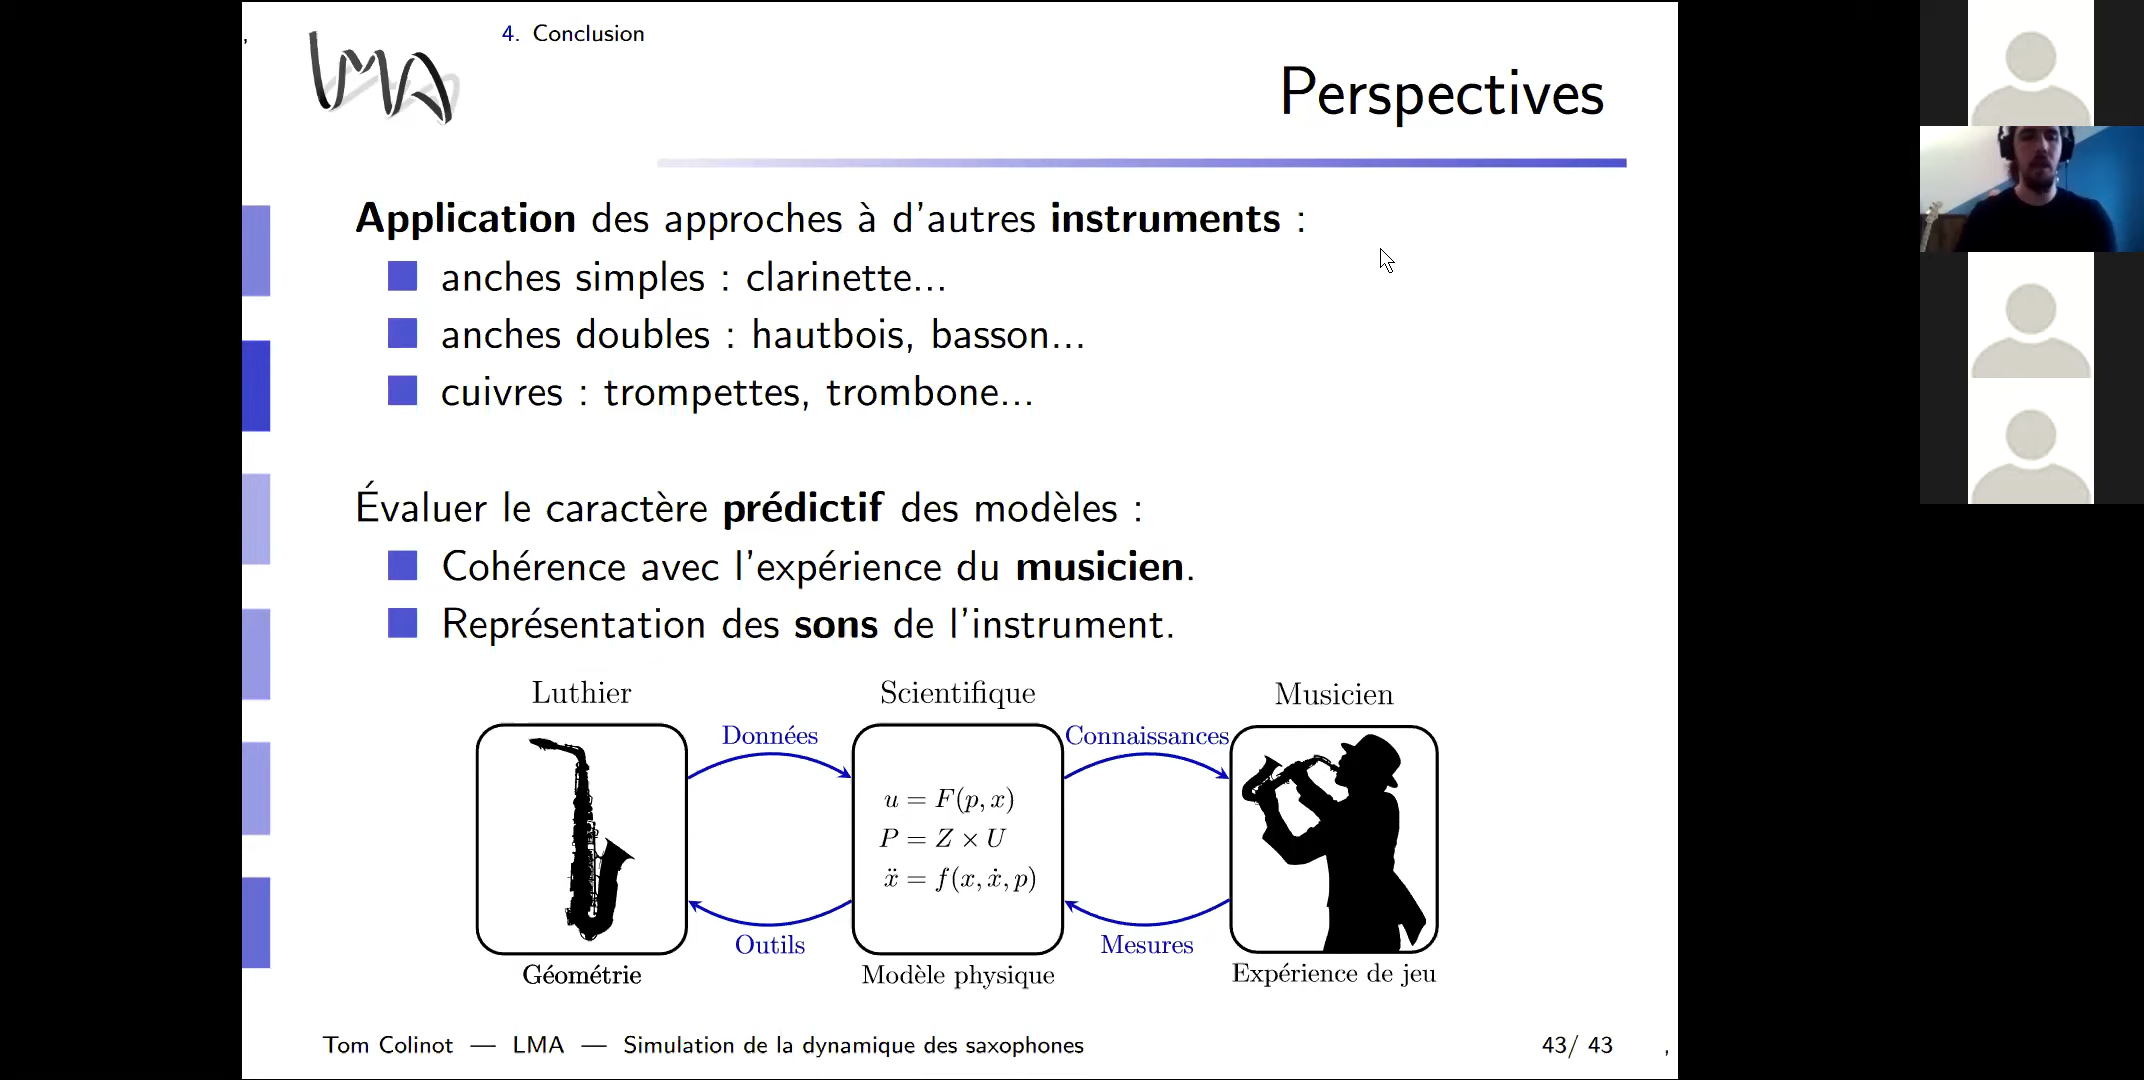 4. Conclusion
LMA
Perspectives
Application des approches à d'autres instruments :
anches simples : clarinette...
anches doubles : hautbois, basson...
cuivres : trompettes, trombone...
Évaluer le caractère prédictif des modèles :
Cohérence avec l'expérience du musicien.
Représentation des sons de l'instrument.
Luthier Scientifique Musicien
Données Connaissances
u = F(p, x)
P = Z × U
ẍ = f(x, ẋ, p)
Outils Mesures
Géométrie Modèle physique Expérience de jeu
Tom Colinot — LMA — Simulation de la dynamique des saxophones 43/ 43